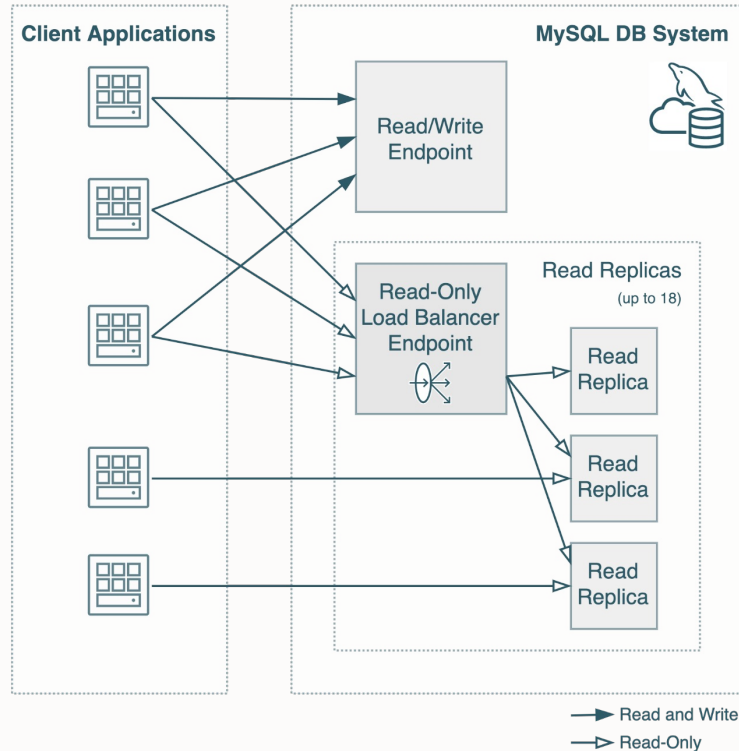 Client Applications
MySQL DB System
Read/Write
Endpoint
Read Replicas
(up to 18)
Read-Only
Load Balancer
Endpoint
Read
Replica
Read
Replica
Read
Replica
Read and Write
Read-Only